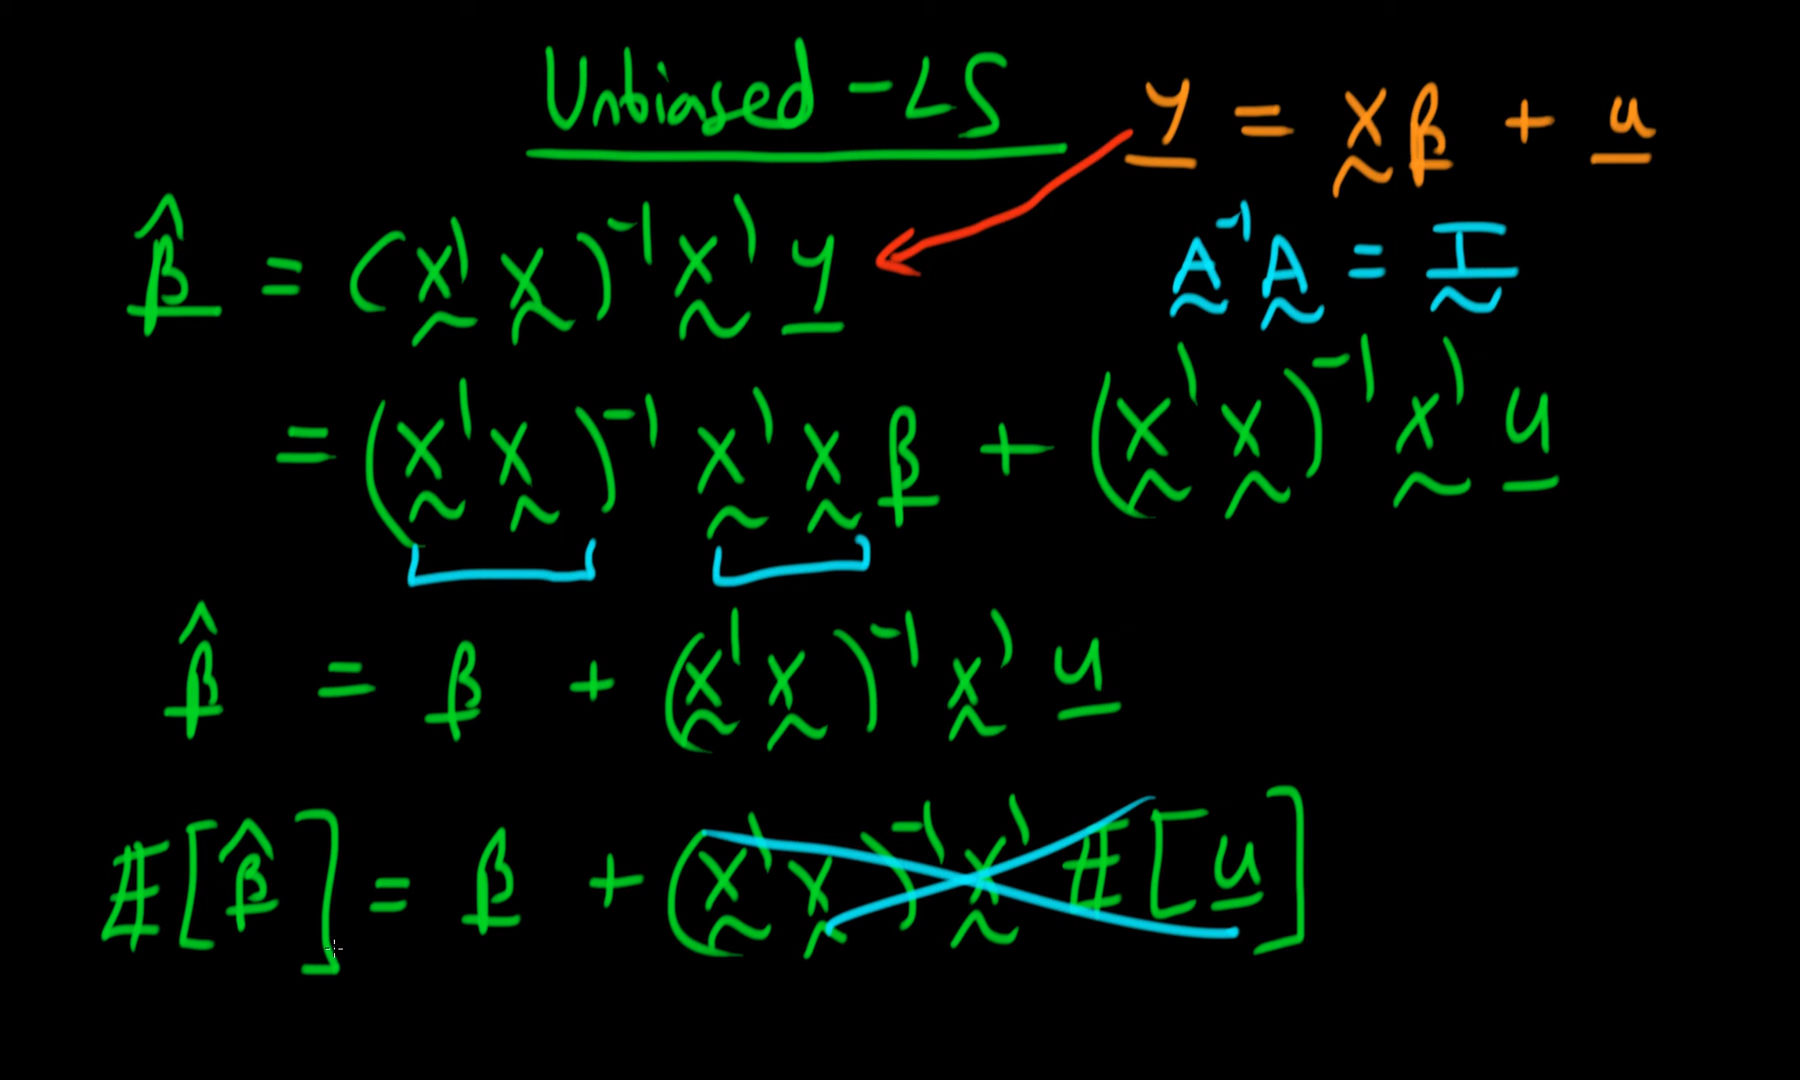 Unbiased - LS
y = Xβ + u
A⁻¹A = I
β̂ = (X'X)⁻¹X'y
= (X'X)⁻¹X'Xβ + (X'X)⁻¹X'u
β̂ = β + (X'X)⁻¹X'u
E[β̂] = β + (X'X)⁻¹X'E[u]